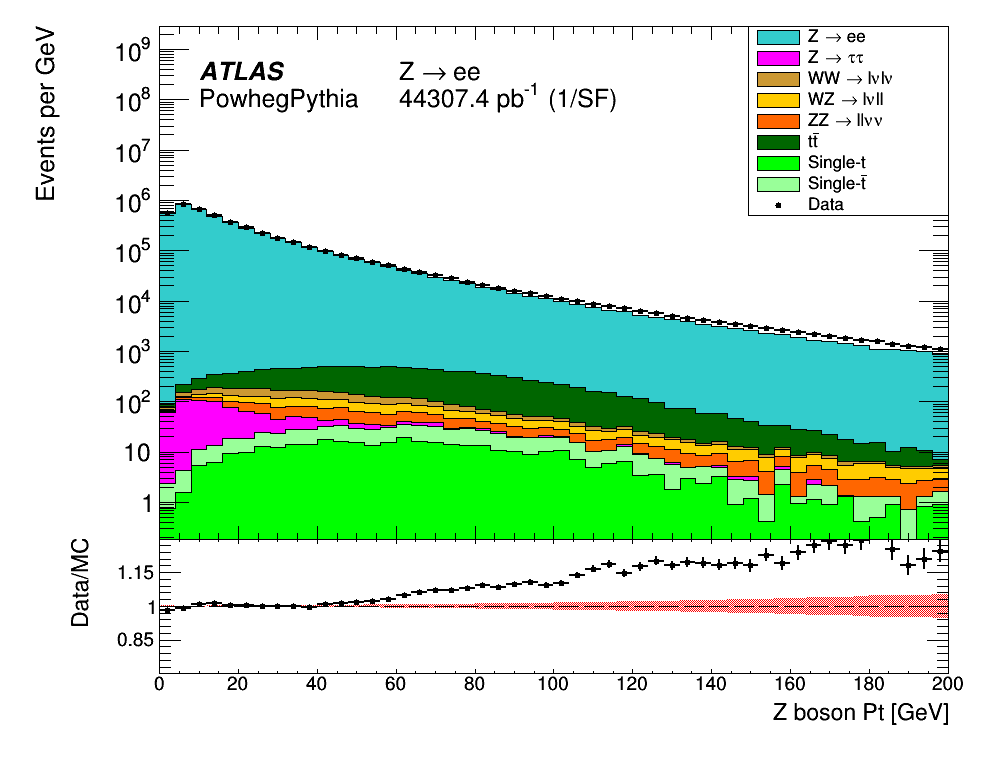 Events per GeV
10⁹
10⁸
10⁷
10⁶
10⁵
10⁴
10³
10²
10
1
ATLAS
PowhegPythia
Z → ee
44307.4 pb⁻¹ (1/SF)
Z → ee
Z → ττ
WW → lνlν
WZ → lνll
ZZ → llνν
tt̄
Single-t
Single-t̄
Data
Data/MC
1.15
1
0.85
0 20 40 60 80 100 120 140 160 180 200
Z boson Pt [GeV]